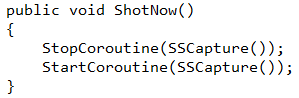 public void ShotNow()
{
    StopCoroutine(SSCapture());
    StartCoroutine(SSCapture());
}